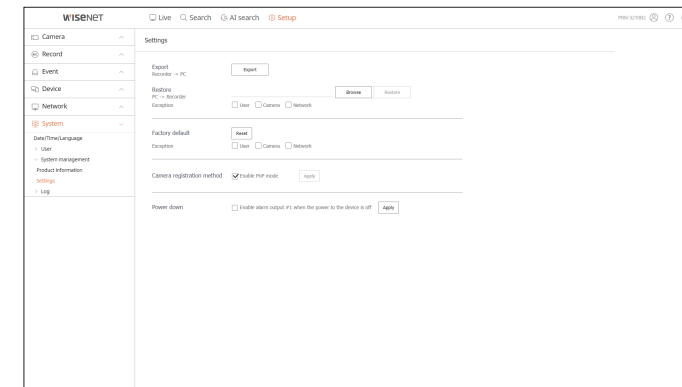 WISENET
Live Search AI search Setup
Camera
Record
Event
Device
Network
System
Date/Time/Language
User
System management
Product Information
Settings
Log
Settings
Export
Recorder -> PC
Export
Restore
PC -> Recorder
Browse Restore
Exception User Camera Network
Factory default Reset
Exception User Camera Network
Camera registration method Enable PnP mode Apply
Power down Enable alarm output #1 when the power to the device is off Apply